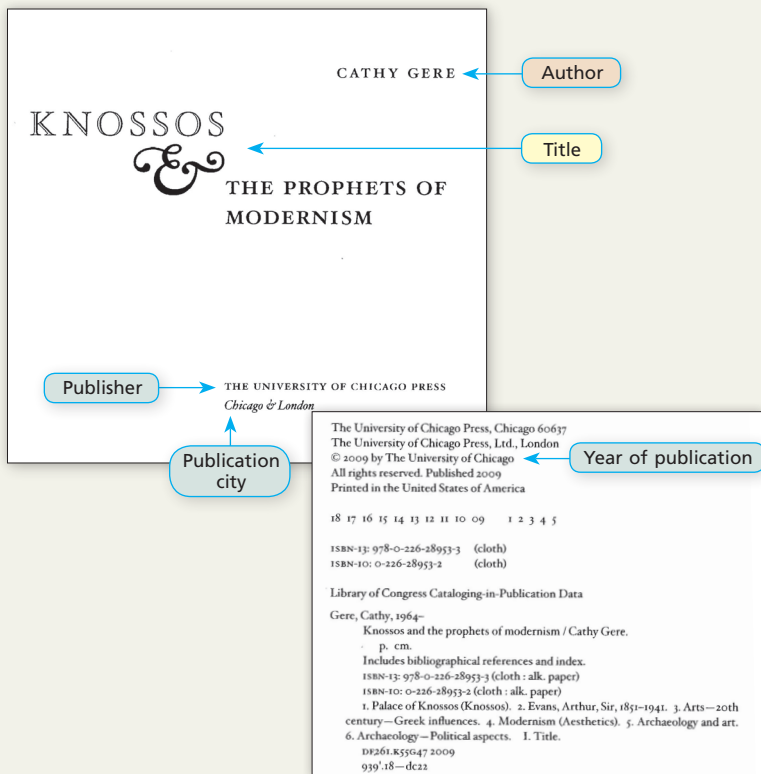 CATHY GERE
Author
KNOSSOS
&
Title
THE PROPHETS OF
MODERNISM
Publisher
THE UNIVERSITY OF CHICAGO PRESS
Chicago & London
Publication
city
The University of Chicago Press, Chicago 60637
The University of Chicago Press, Ltd., London
© 2009 by The University of Chicago
Year of publication
All rights reserved. Published 2009
Printed in the United States of America
18 17 16 15 14 13 12 11 10 09 1 2 3 4 5
ISBN-13: 978-0-226-28953-3 (cloth)
ISBN-10: 0-226-28953-2 (cloth)
Library of Congress Cataloging-in-Publication Data
Gere, Cathy, 1964–
Knossos and the prophets of modernism / Cathy Gere.
p. cm.
Includes bibliographical references and index.
ISBN-13: 978-0-226-28953-3 (cloth : alk. paper)
ISBN-10: 0-226-28953-2 (cloth : alk. paper)
1. Palace of Knossos (Knossos). 2. Evans, Arthur, Sir, 1851–1941. 3. Arts—20th
century—Greek influences. 4. Modernism (Aesthetics). 5. Archaeology and art.
6. Archaeology—Political aspects. I. Title.
DF261.K55G47 2009
939'.18—dc22